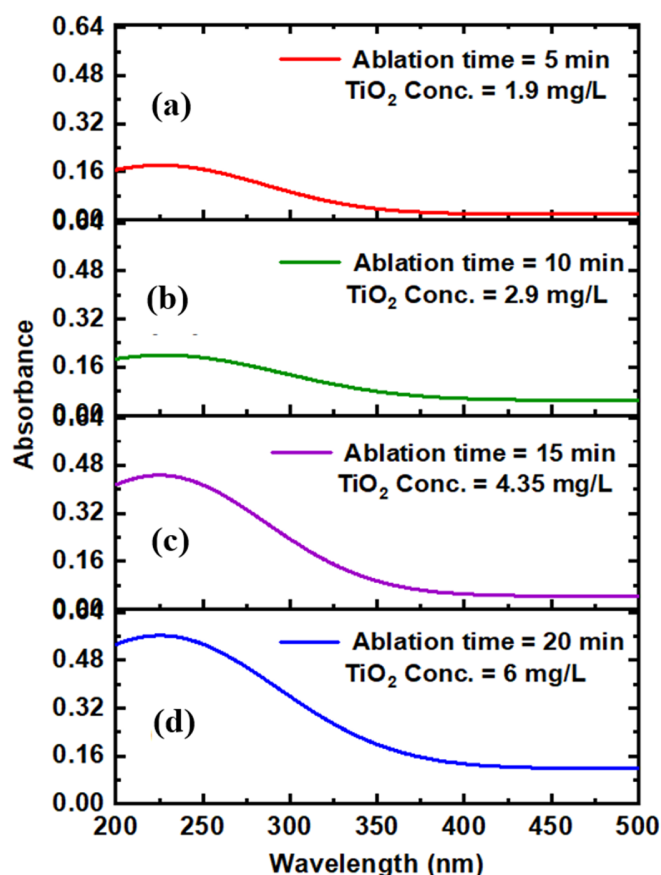 0.64
Ablation time = 5 min
TiO₂ Conc. = 1.9 mg/L
0.48
(a)
0.32
0.16
0.00
0.64
Ablation time = 10 min
TiO₂ Conc. = 2.9 mg/L
0.48
(b)
0.32
0.16
0.00
0.64
Ablation time = 15 min
TiO₂ Conc. = 4.35 mg/L
0.48
0.32
(c)
0.16
0.00
0.64
Ablation time = 20 min
TiO₂ Conc. = 6 mg/L
0.48
0.32
(d)
0.16
0.00
Absorbance
200 250 300 350 400 450 500
Wavelength (nm)